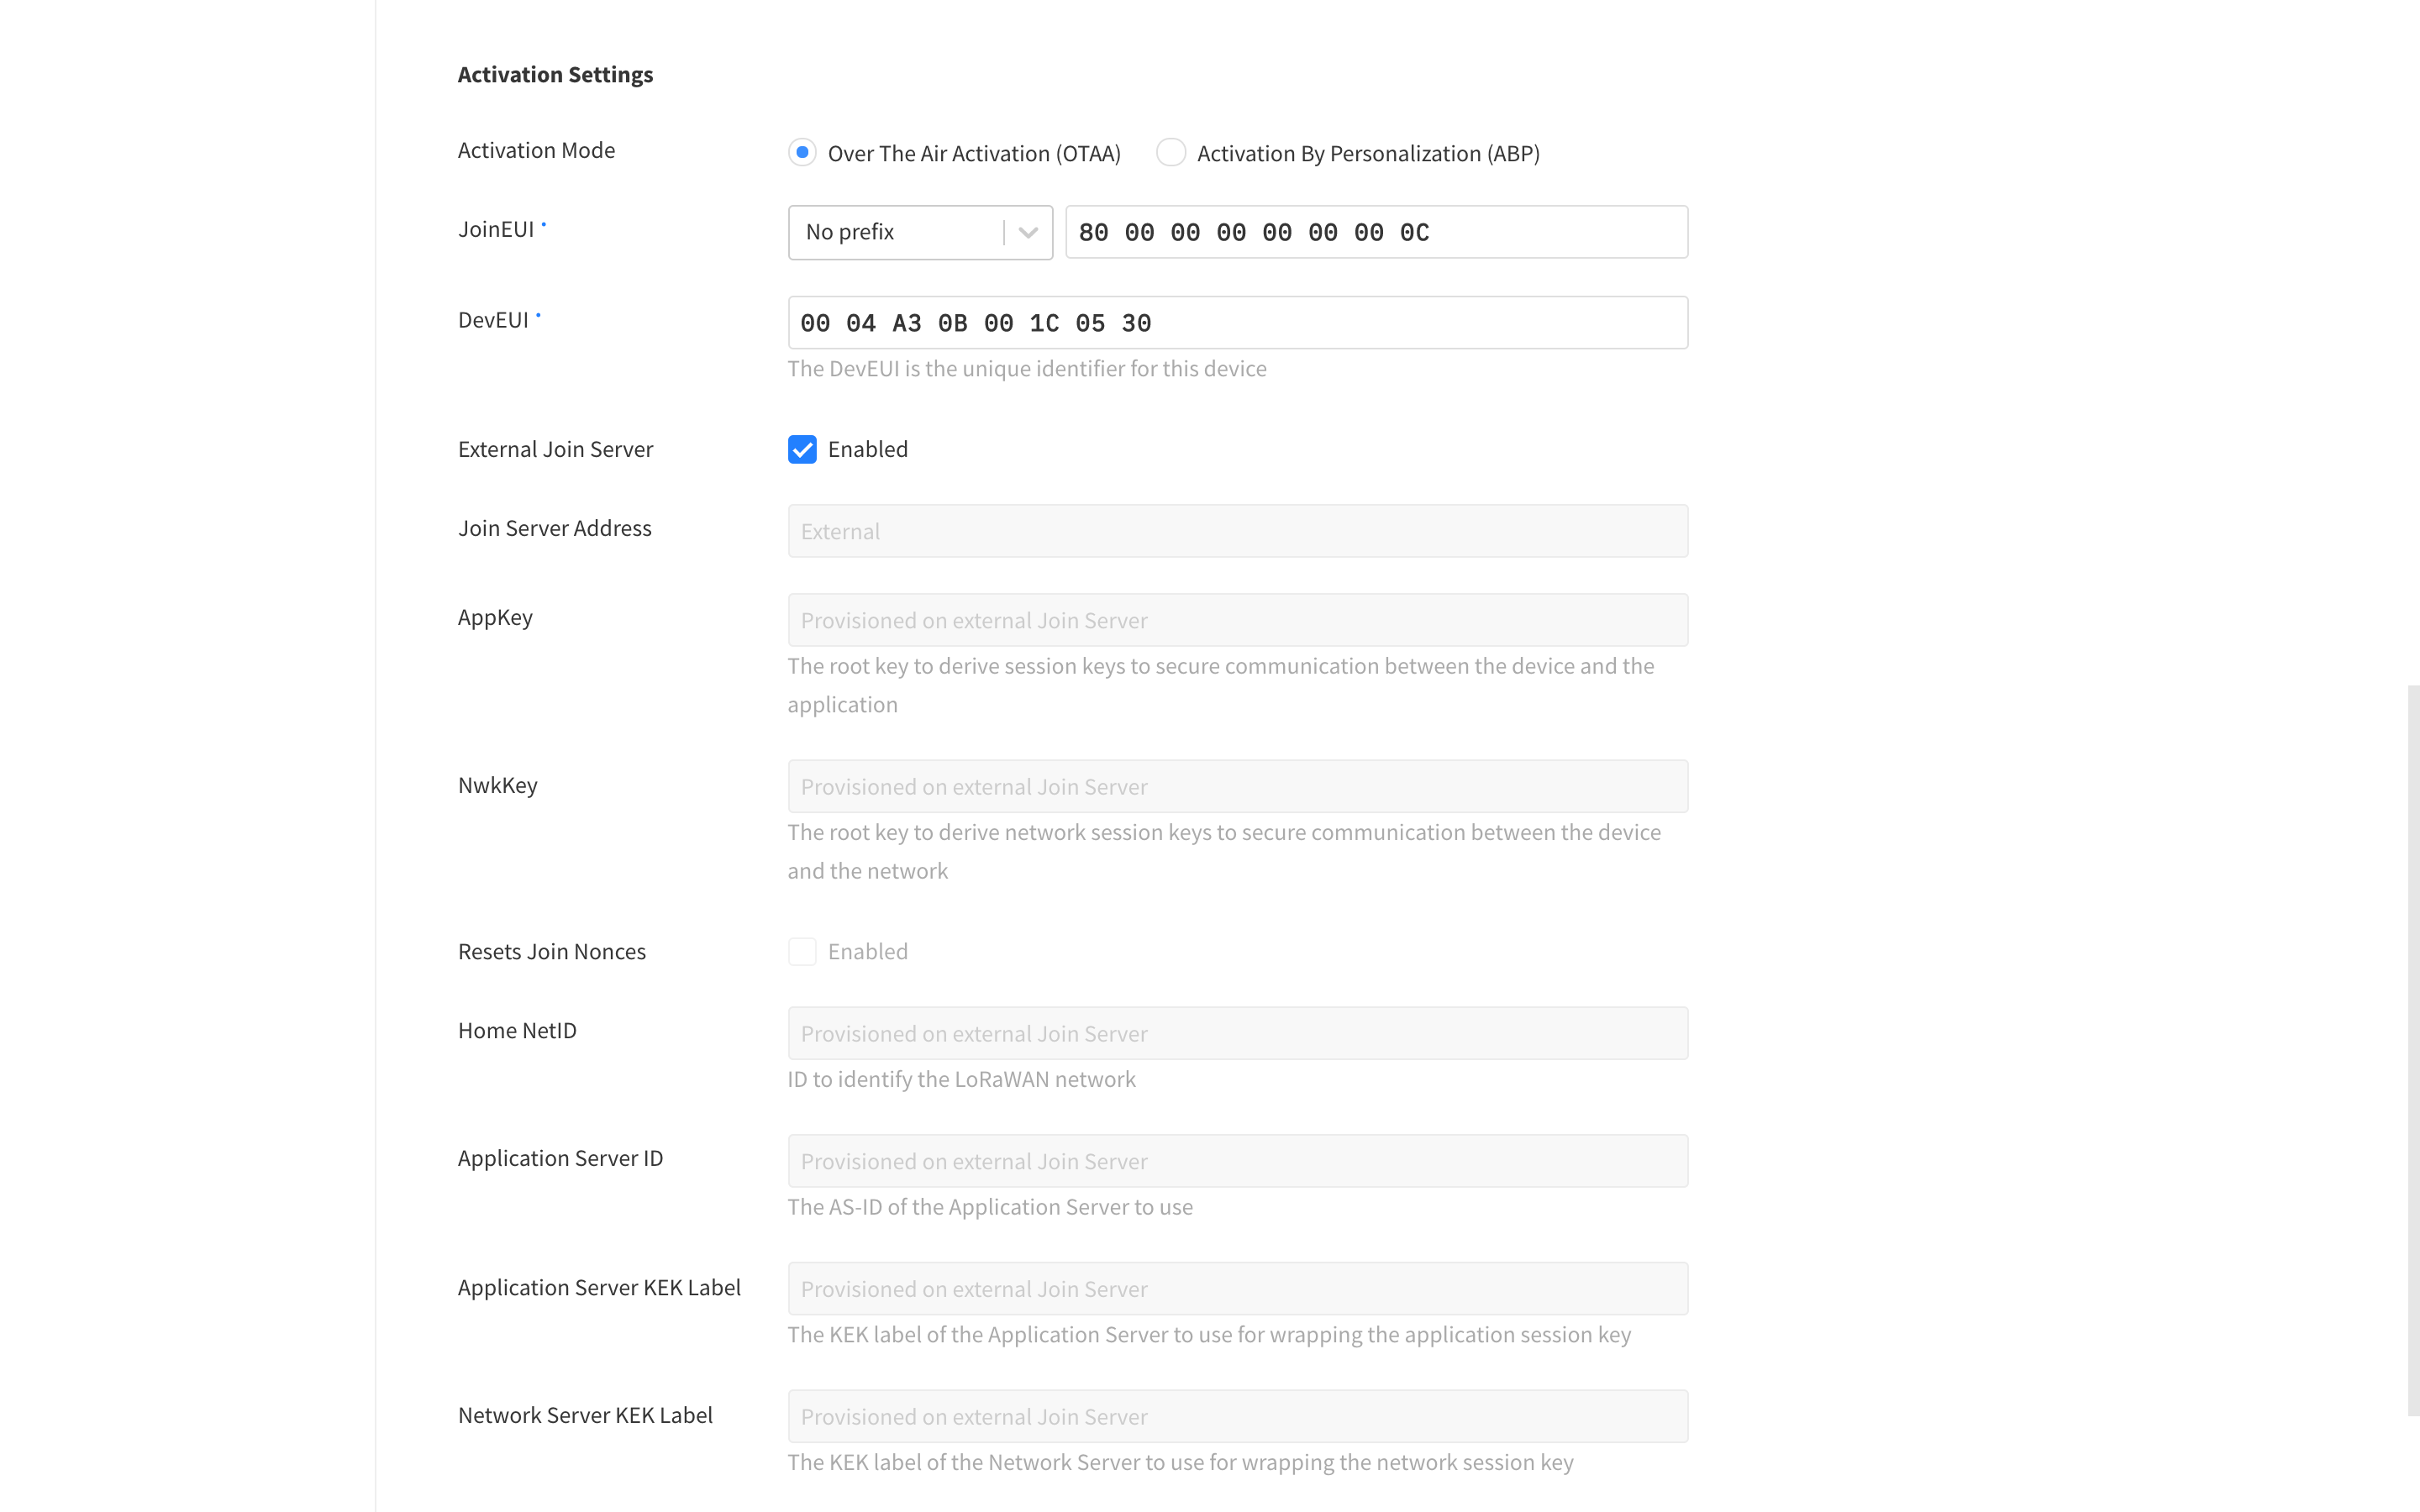 Activation Settings
Activation Mode
Over The Air Activation (OTAA) Activation By Personalization (ABP)
JoinEUI
No prefix 80 00 00 00 00 00 00 0C
DevEUI
00 04 A3 0B 00 1C 05 30
The DevEUI is the unique identifier for this device
External Join Server
Enabled
Join Server Address
External
AppKey
Provisioned on external Join Server
The root key to derive session keys to secure communication between the device and the
application
NwkKey
Provisioned on external Join Server
The root key to derive network session keys to secure communication between the device
and the network
Resets Join Nonces
Enabled
Home NetID
Provisioned on external Join Server
ID to identify the LoRaWAN network
Application Server ID
Provisioned on external Join Server
The AS-ID of the Application Server to use
Application Server KEK Label
Provisioned on external Join Server
The KEK label of the Application Server to use for wrapping the application session key
Network Server KEK Label
Provisioned on external Join Server
The KEK label of the Network Server to use for wrapping the network session key